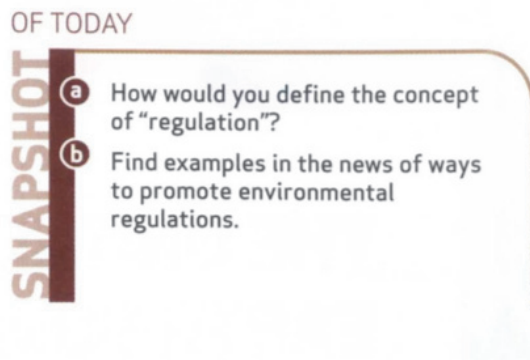 OF TODAY
SNAPSHOT
a How would you define the concept
of “regulation”?
b Find examples in the news of ways
to promote environmental
regulations.